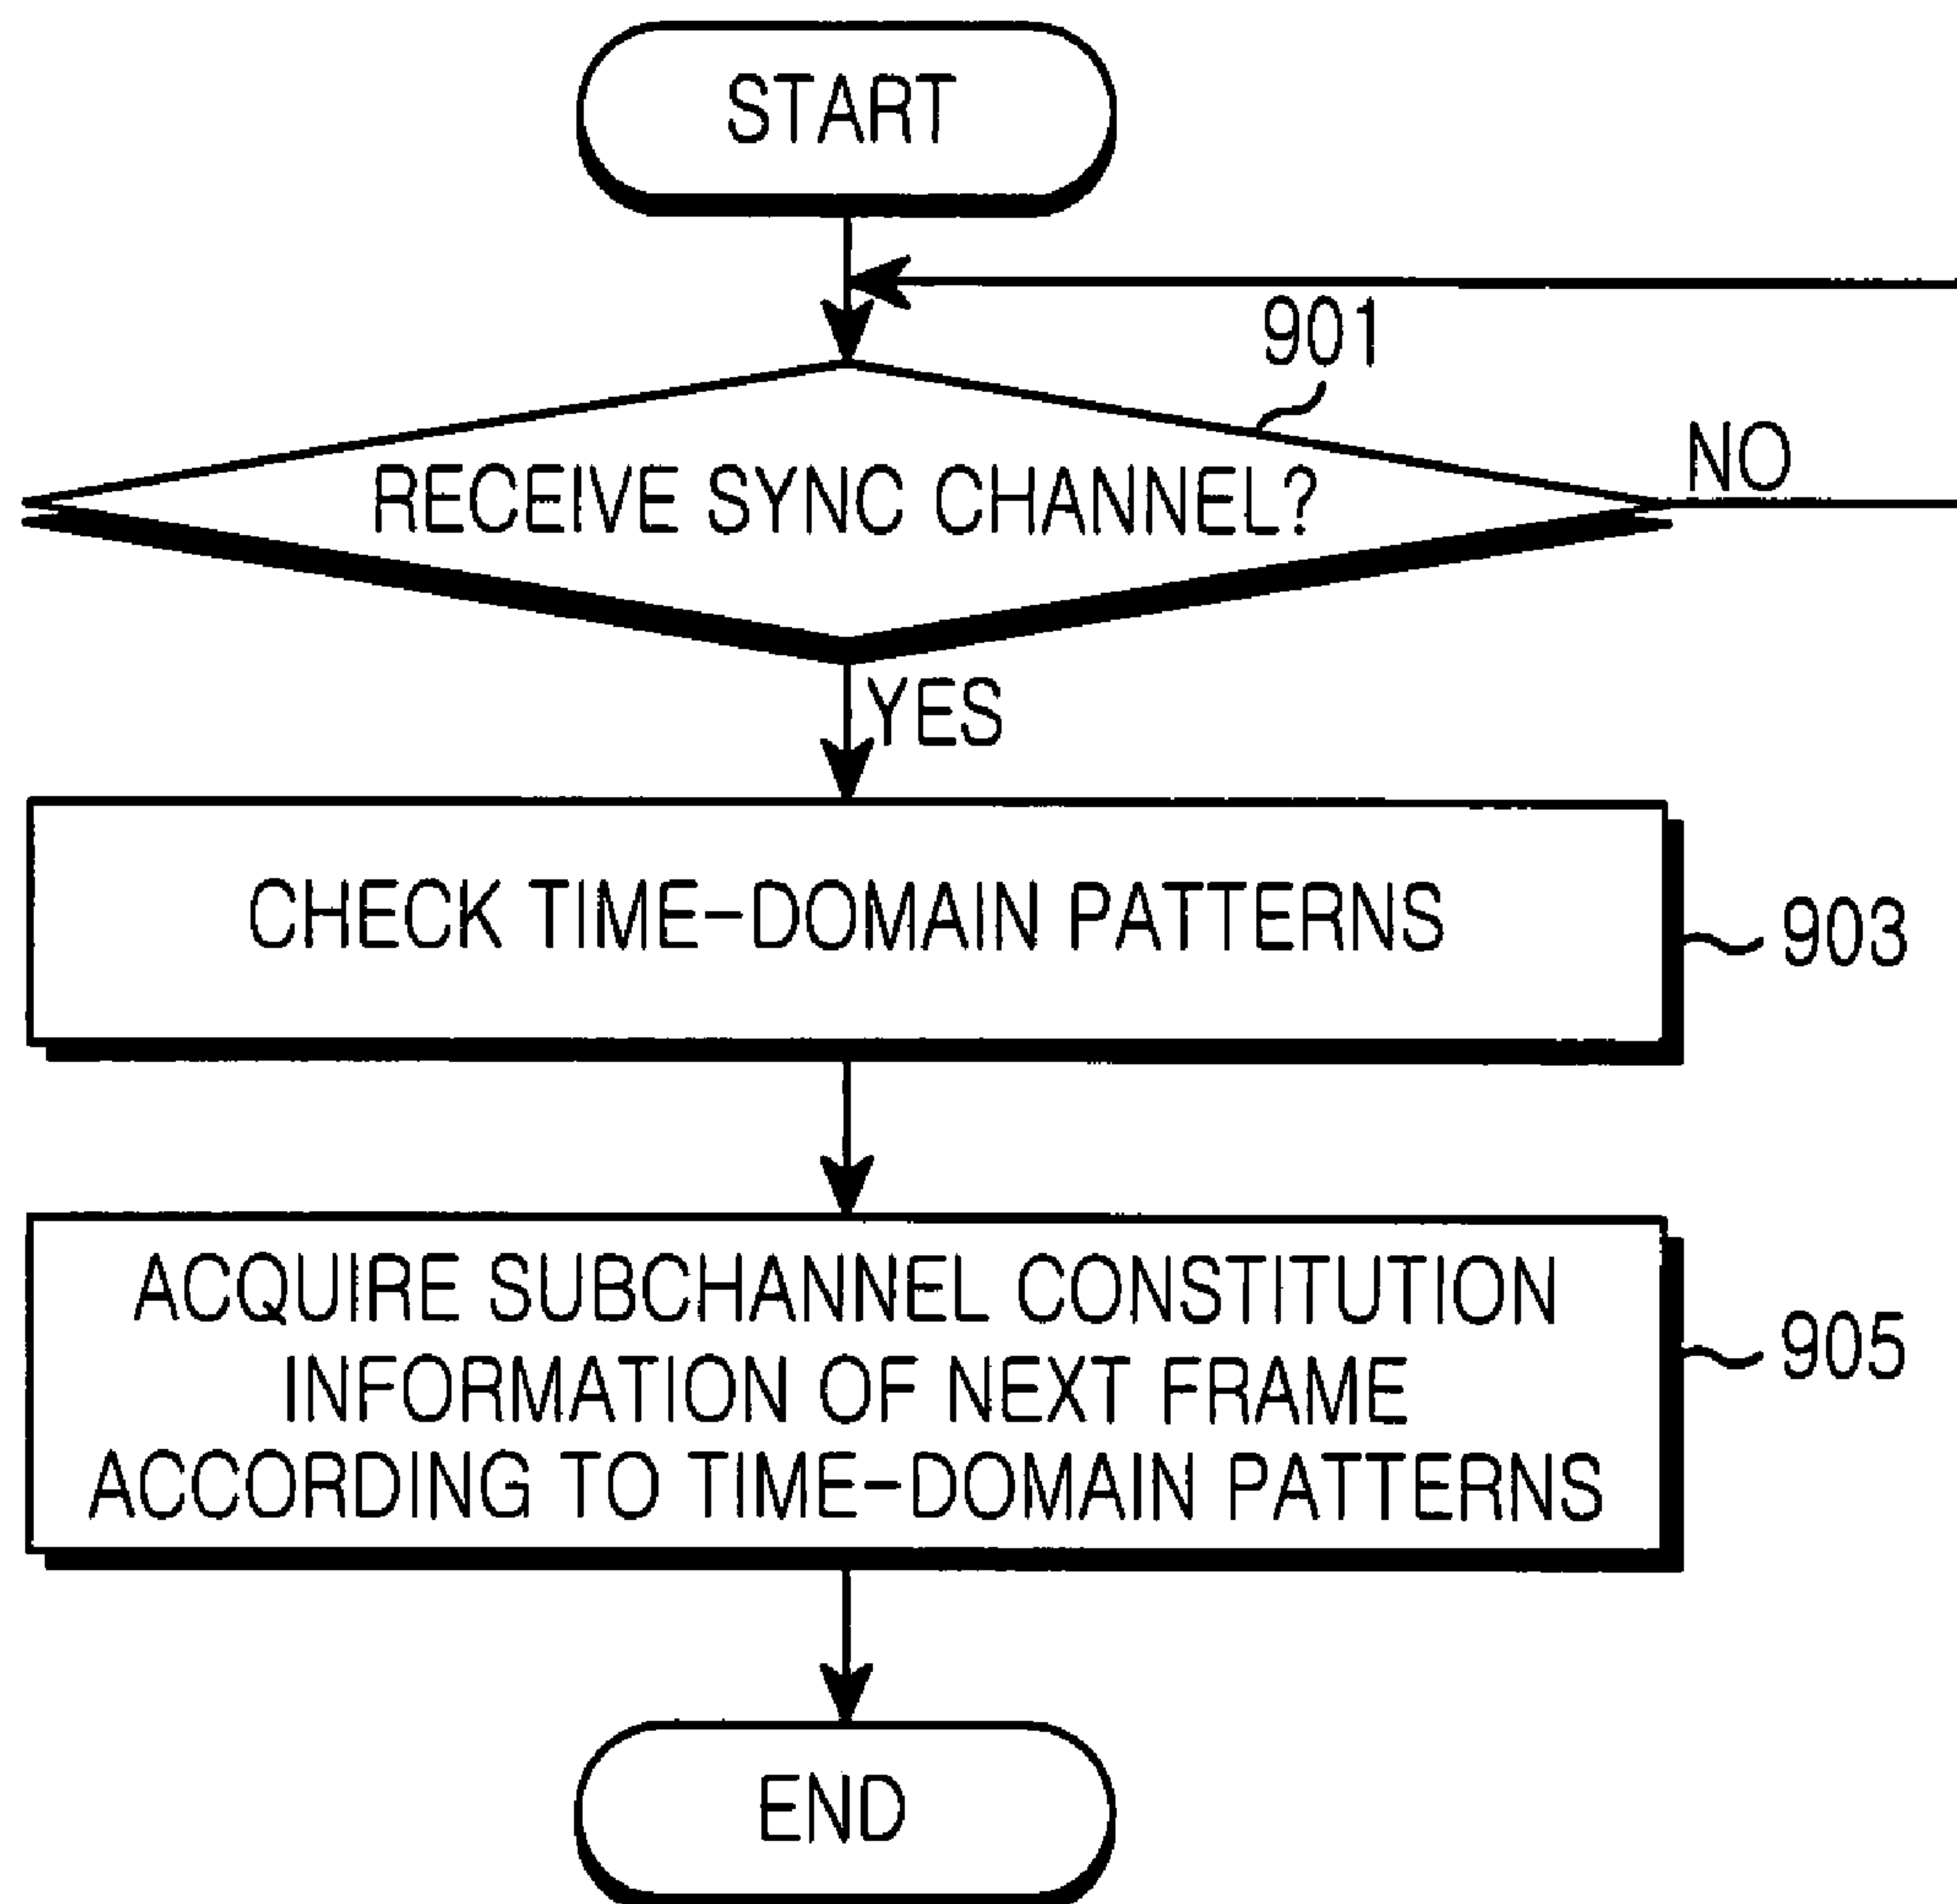 START
901
RECEIVE SYNC CHANNEL?
NO
YES
CHECK TIME-DOMAIN PATTERNS
903
ACQUIRE SUBCHANNEL CONSTITUTION
INFORMATION OF NEXT FRAME
ACCORDING TO TIME-DOMAIN PATTERNS
905
END